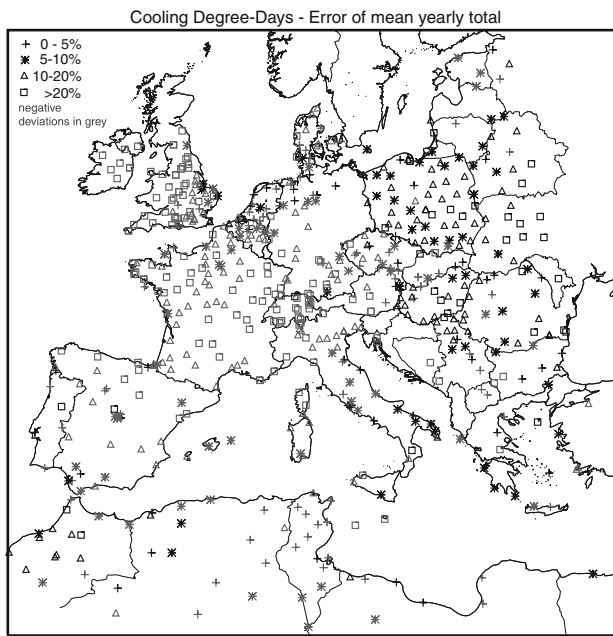 Cooling Degree-Days - Error of mean yearly total
0 - 5%
5-10%
10-20%
>20%
negative
deviations in grey